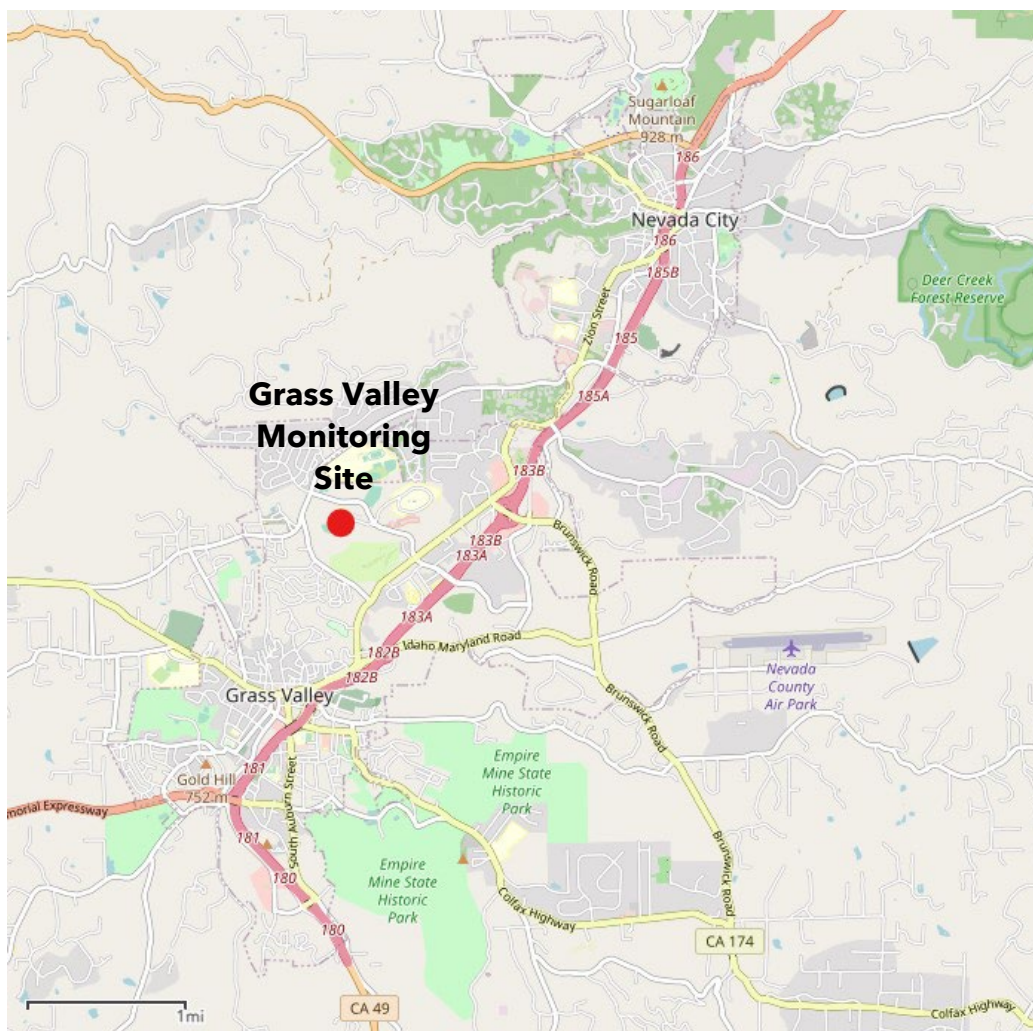 Sugarloaf
Mountain
928 m
186
Nevada City
186
185B
Deer Creek
Forest Reserve
Zion Street
185
185A
Grass Valley
Monitoring
Site
183B
183B
183A
Brunswick Road
183A
Idaho Maryland Road
182B
182B
Nevada
County
Air Park
Grass Valley
Brunswick Road
181
Gold Hill
752 m
morial Expressway
South Auburn Street
Empire
Mine State
Historic
Park
181
180
Empire
Mine State
Historic
Park
Brunswick Road
Colfax Highway
180
CA 174
CA 49
1mi
Colfax Highway